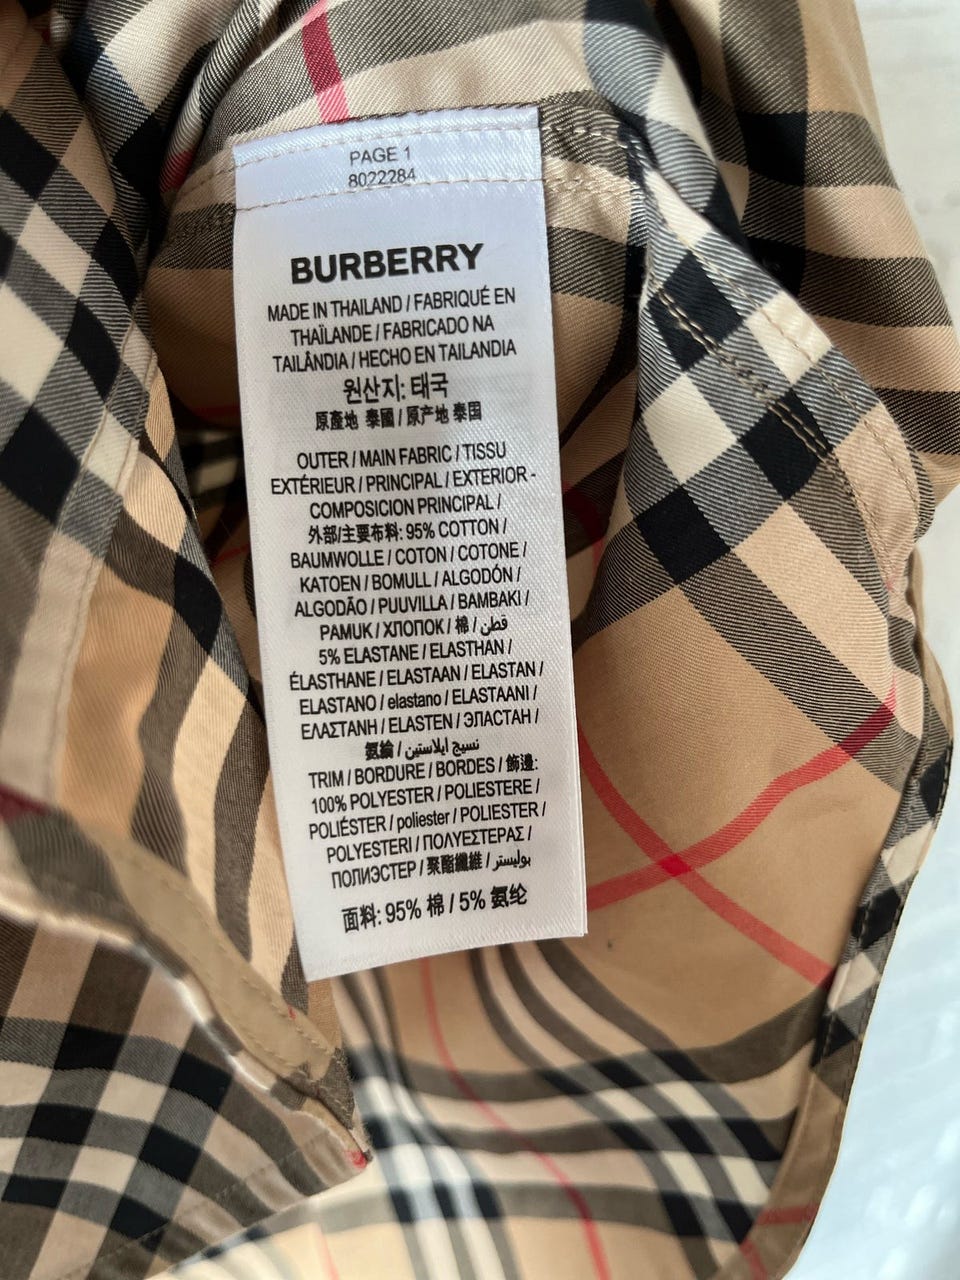 PAGE 1
8022284
BURBERRY
MADE IN THAILAND / FABRIQUÉ EN
THAÏLANDE / FABRICADO NA
TAILÂNDIA / HECHO EN TAILANDIA
원산지: 태국
原產地 泰國 / 原产地 泰国
OUTER / MAIN FABRIC / TISSU
EXTÉRIEUR / PRINCIPAL / EXTERIOR -
COMPOSICION PRINCIPAL /
外部/主要布料: 95% COTTON /
BAUMWOLLE / COTON / COTONE /
KATOEN / BOMULL / ALGODÓN /
ALGODÃO / PUUVILLA / BAMBAKI /
PAMUK / ХЛОПОК / 棉 / قطن
5% ELASTANE / ELASTHAN /
ÉLASTHANE / ELASTAAN / ELASTAN /
ELASTANO / elastano / ELASTAANI /
ΕΛΑΣΤΑΝΗ / ELASTEN / ЭЛАСТАН /
氨綸 / نسيج ايلاستين
TRIM / BORDURE / BORDES / 飾邊:
100% POLYESTER / POLIESTERE /
POLIÉSTER / poliester / POLIESTER /
POLYESTERI / ΠΟΛΥΕΣΤΕΡΑΣ /
ПОЛИЭСТЕР / 聚酯纖維 / بوليستر
面料: 95% 棉 / 5% 氨纶